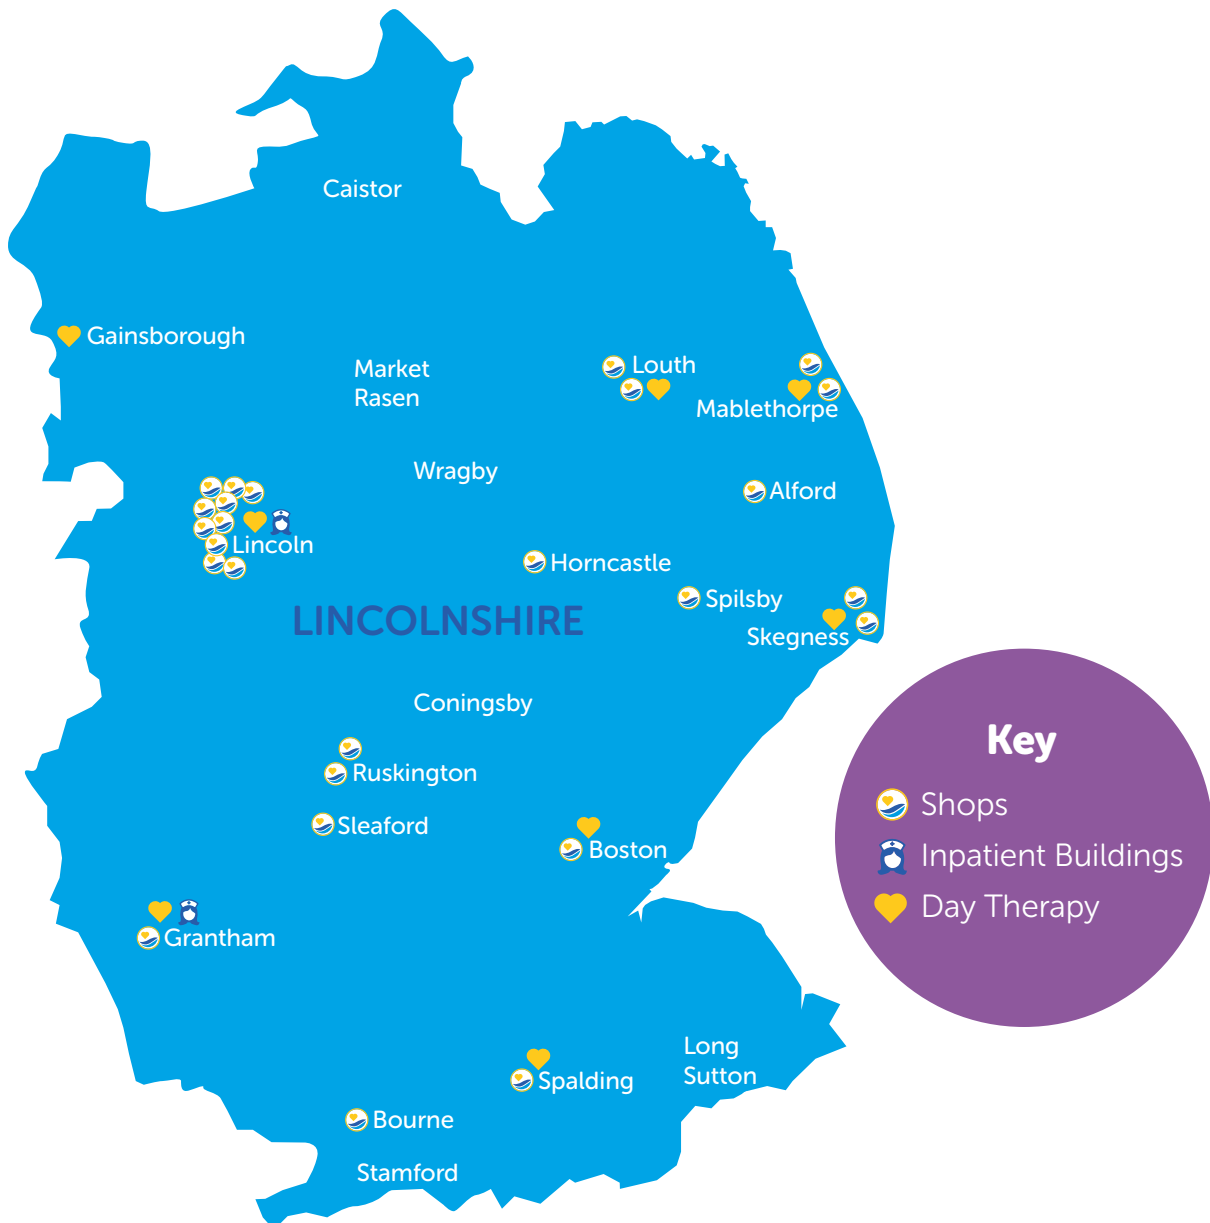 Caistor
Gainsborough
Market
Rasen
Louth
Mablethorpe
Wragby
Alford
Lincoln
Horncastle
Spilsby
LINCOLNSHIRE
Skegness
Coningsby
Ruskington
Sleaford
Boston
Grantham
Long
Sutton
Spalding
Bourne
Stamford
Key
Shops
Inpatient Buildings
Day Therapy